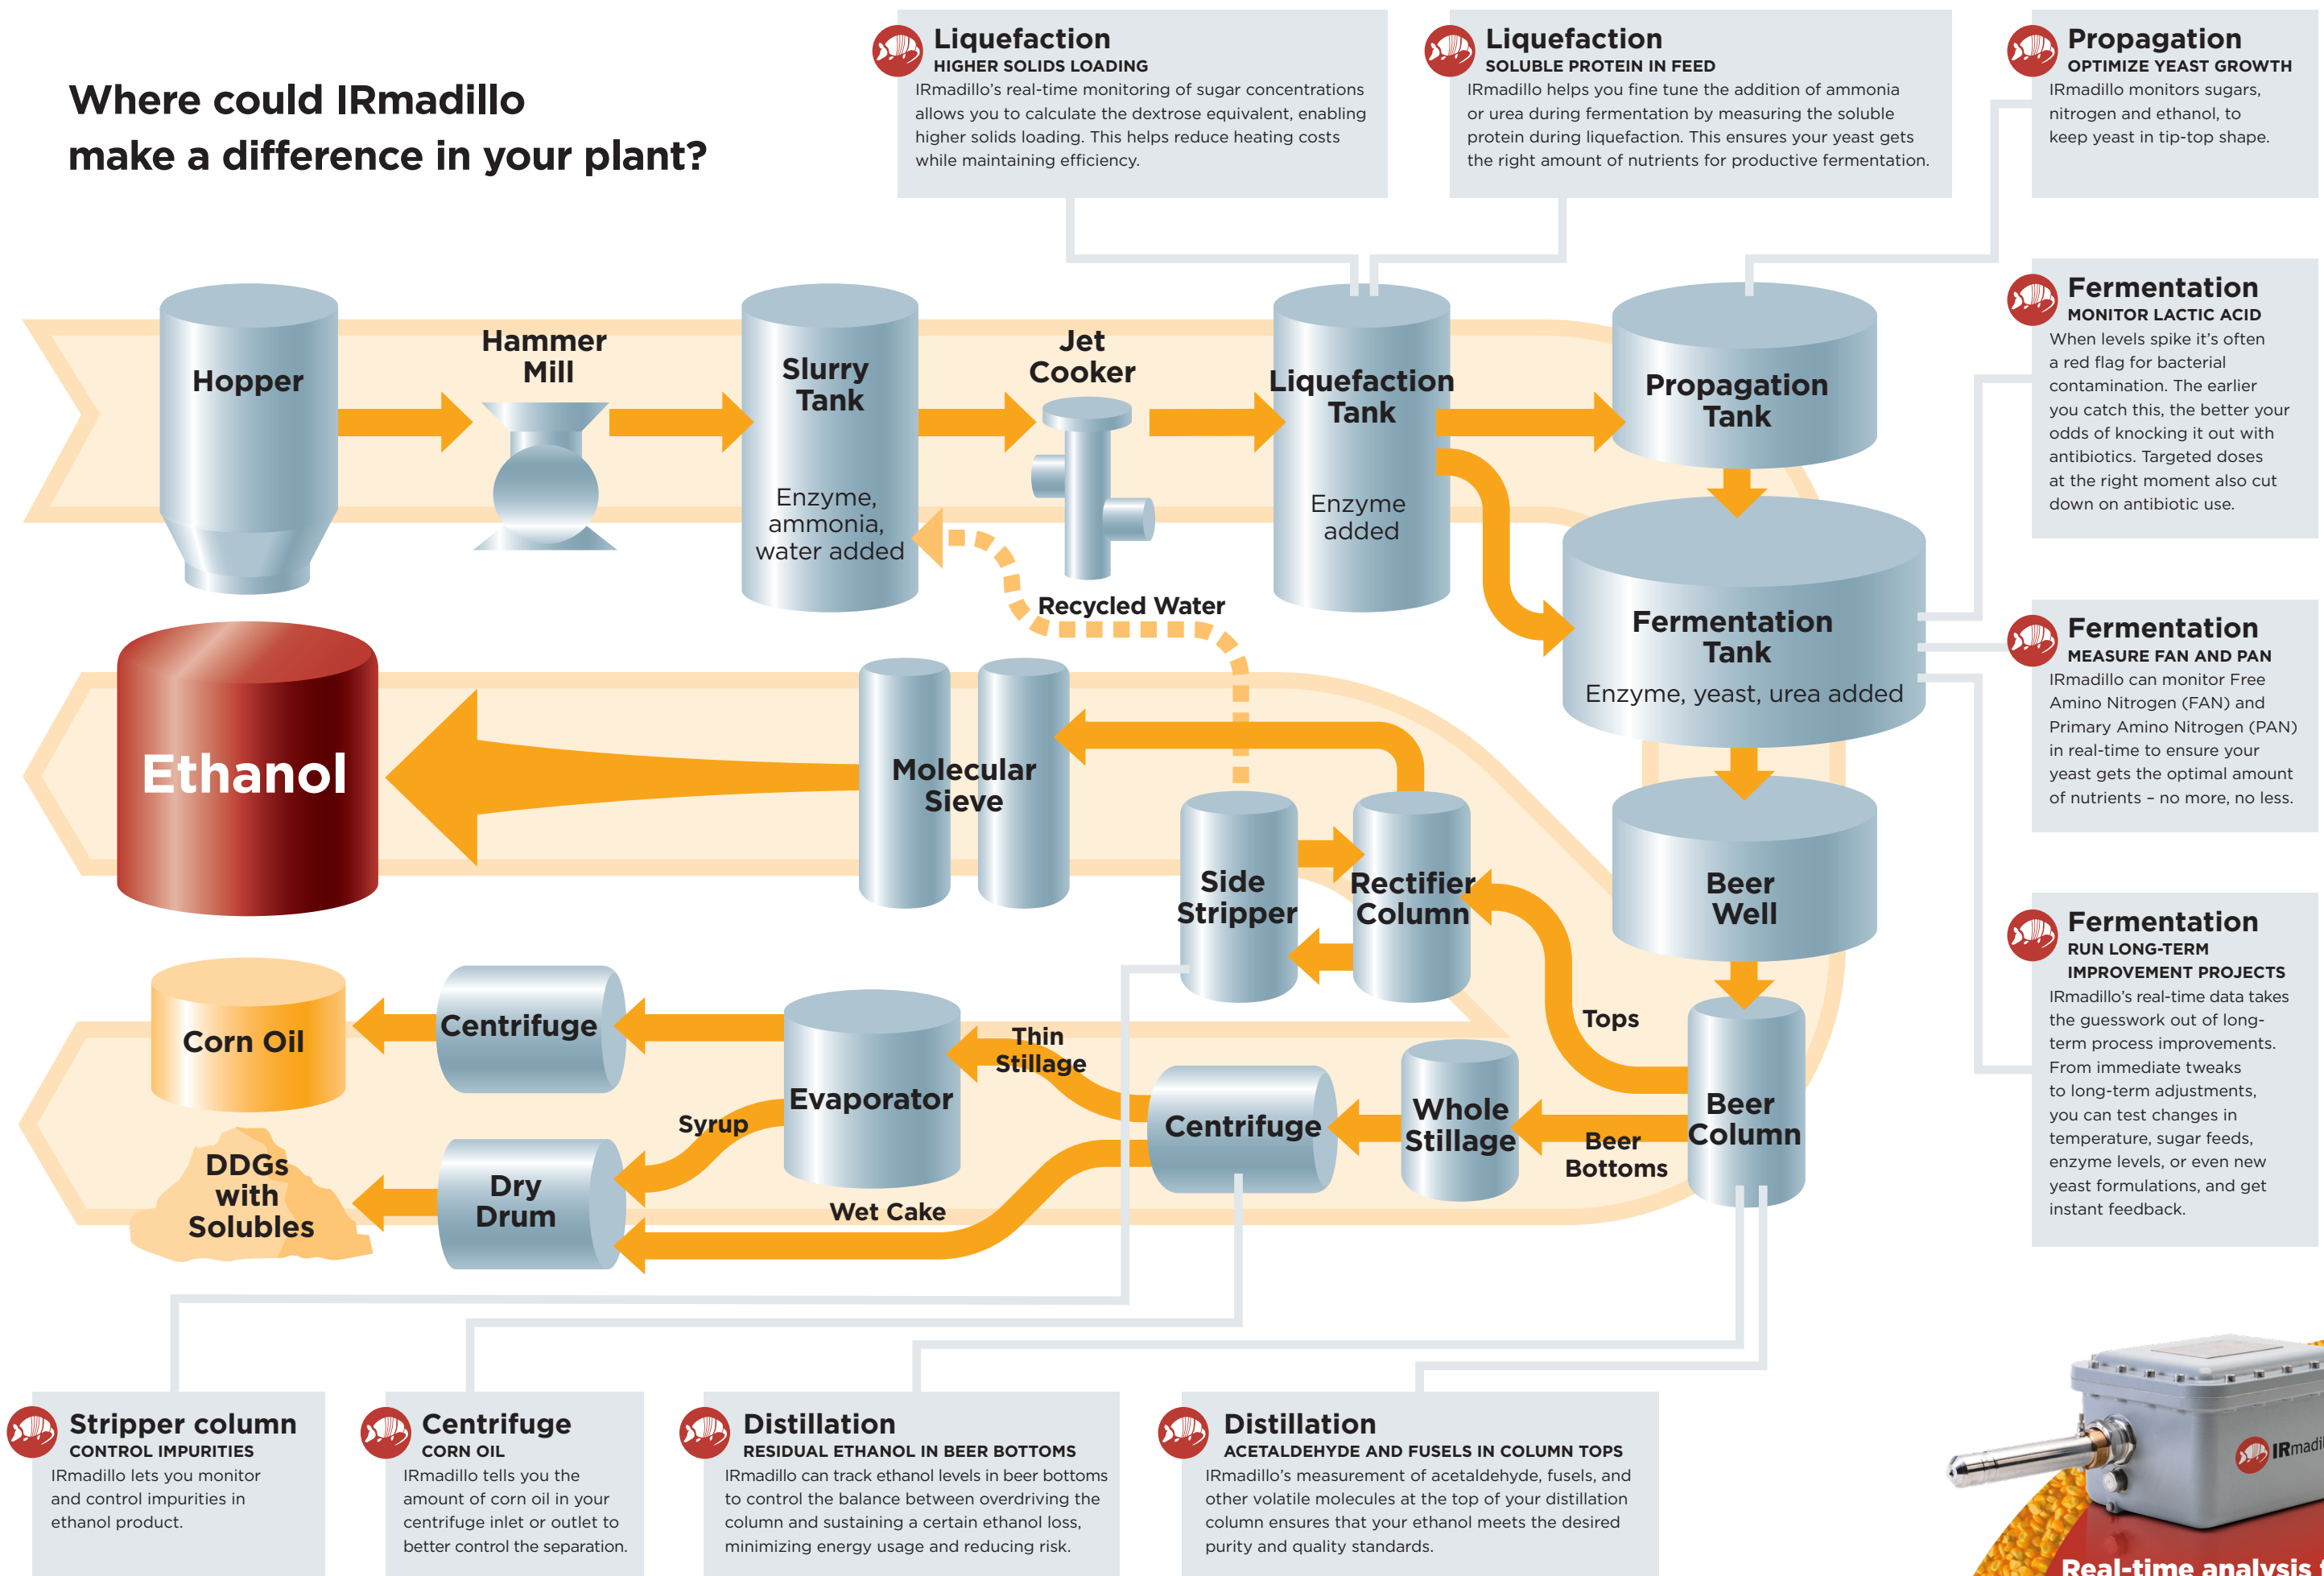 Where could IRmadillo
make a difference in your plant?
Liquefaction
HIGHER SOLIDS LOADING
IRmadillo's real-time monitoring of sugar concentrations
allows you to calculate the dextrose equivalent, enabling
higher solids loading. This helps reduce heating costs
while maintaining efficiency.
Liquefaction
SOLUBLE PROTEIN IN FEED
IRmadillo helps you fine tune the addition of ammonia
or urea during fermentation by measuring the soluble
protein during liquefaction. This ensures your yeast gets
the right amount of nutrients for productive fermentation.
Propagation
OPTIMIZE YEAST GROWTH
IRmadillo monitors sugars,
nitrogen and ethanol, to
keep yeast in tip-top shape.
Hopper
Hammer
Mill
Slurry
Tank
Enzyme,
ammonia,
water added
Jet
Cooker
Liquefaction
Tank
Enzyme
added
Propagation
Tank
Fermentation
MONITOR LACTIC ACID
When levels spike it's often
a red flag for bacterial
contamination. The earlier
you catch this, the better your
odds of knocking it out with
antibiotics. Targeted doses
at the right moment also cut
down on antibiotic use.
Recycled Water
Fermentation
Tank
Enzyme, yeast, urea added
Fermentation
MEASURE FAN AND PAN
IRmadillo can monitor Free
Amino Nitrogen (FAN) and
Primary Amino Nitrogen (PAN)
in real-time to ensure your
yeast gets the optimal amount
of nutrients – no more, no less.
Ethanol
Molecular
Sieve
Side
Stripper
Rectifier
Column
Beer
Well
Fermentation
RUN LONG-TERM
IMPROVEMENT PROJECTS
IRmadillo's real-time data takes
the guesswork out of long-
term process improvements.
From immediate tweaks
to long-term adjustments,
you can test changes in
temperature, sugar feeds,
enzyme levels, or even new
yeast formulations, and get
instant feedback.
Corn Oil
Centrifuge
Evaporator
Thin
Stillage
Tops
Syrup
Centrifuge
Whole
Stillage
Beer
Bottoms
Beer
Column
DDGs
with
Solubles
Dry
Drum
Wet Cake
Stripper column
CONTROL IMPURITIES
IRmadillo lets you monitor
and control impurities in
ethanol product.
Centrifuge
CORN OIL
IRmadillo tells you the
amount of corn oil in your
centrifuge inlet or outlet to
better control the separation.
Distillation
RESIDUAL ETHANOL IN BEER BOTTOMS
IRmadillo can track ethanol levels in beer bottoms
to control the balance between overdriving the
column and sustaining a certain ethanol loss,
minimizing energy usage and reducing risk.
Distillation
ACETALDEHYDE AND FUSELS IN COLUMN TOPS
IRmadillo's measurement of acetaldehyde, fusels, and
other volatile molecules at the top of your distillation
column ensures that your ethanol meets the desired
purity and quality standards.
Real-time analysis